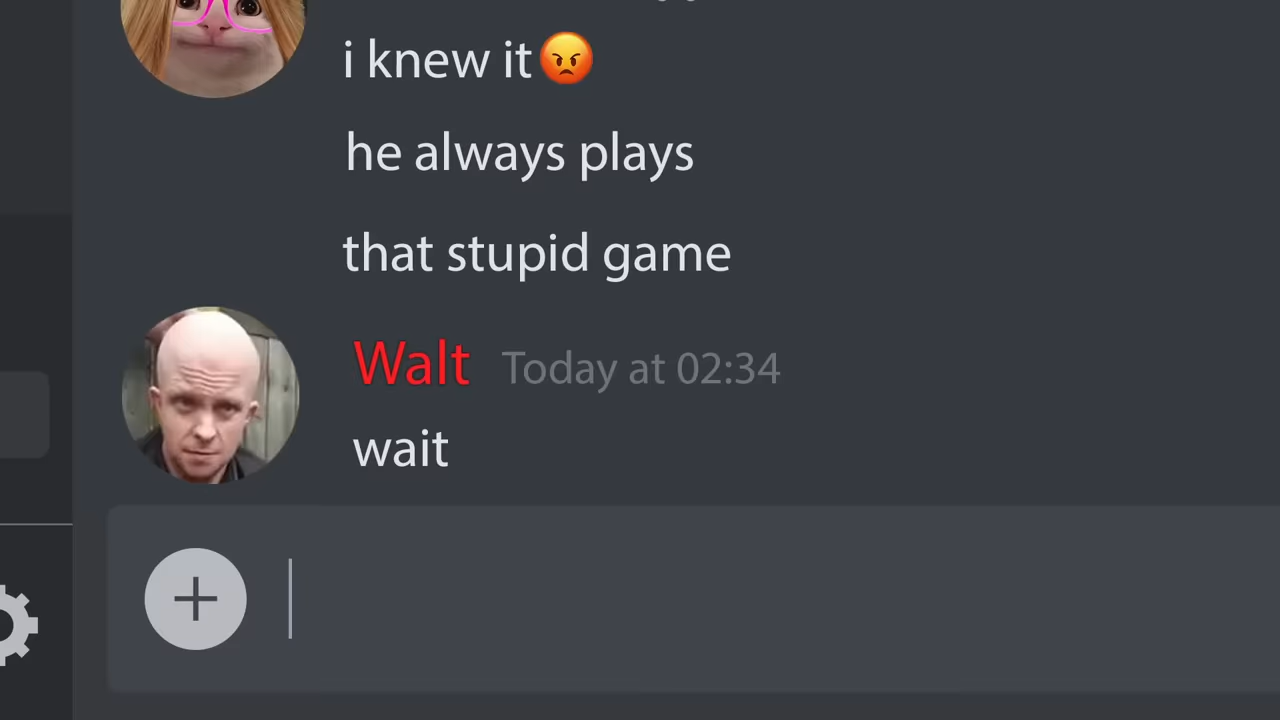 i knew it😡
he always plays
that stupid game
Walt Today at 02:34
wait